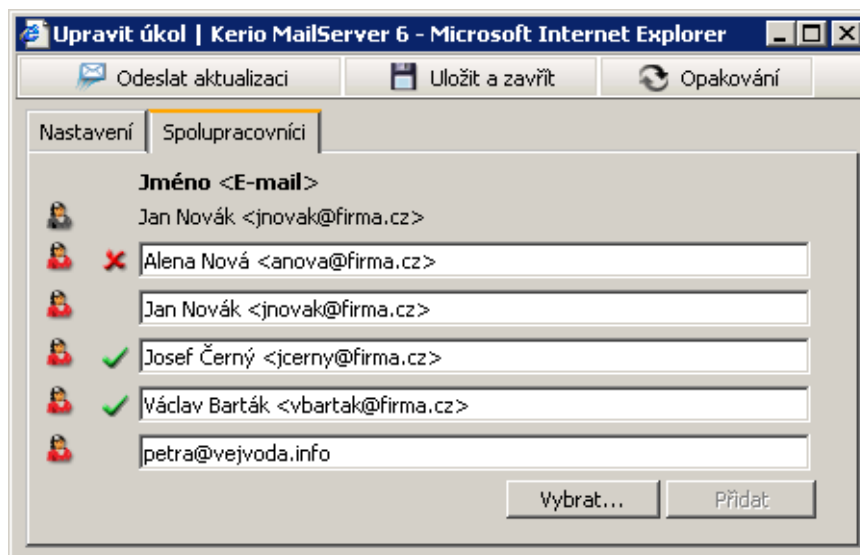 Upravit úkol | Kerio MailServer 6 - Microsoft Internet Explorer
Odeslat aktualizaci Uložit a zavřít Opakování
Nastavení Spolupracovníci
Jméno <E-mail>
Jan Novák <jnovak@firma.cz>
Alena Nová <anova@firma.cz>
Jan Novák <jnovak@firma.cz>
Josef Černý <jcerny@firma.cz>
Václav Barták <vbartak@firma.cz>
petra@vejvoda.info
Vybrat... Přidat